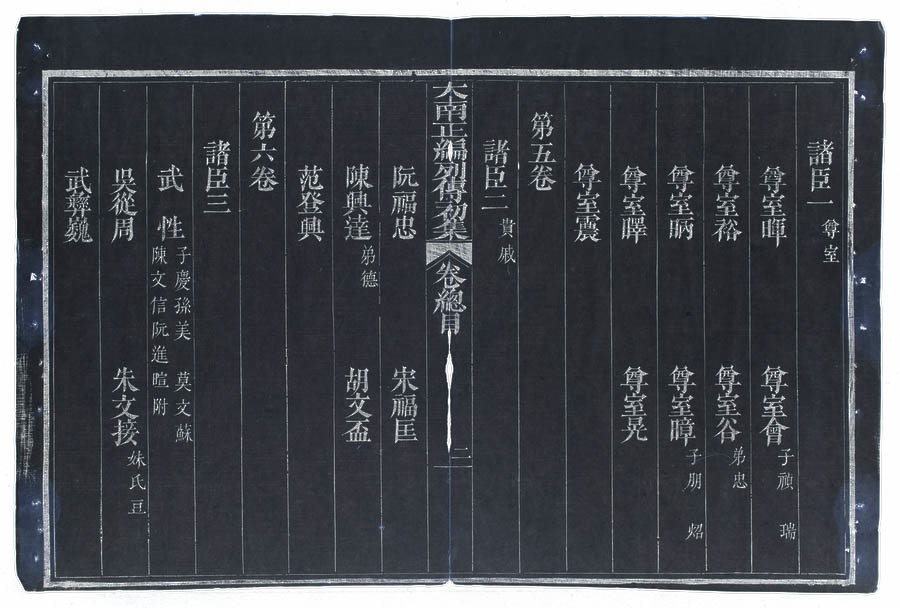 諸臣一 尊室
尊室暉 尊室會 子禎 瑞
尊室裕 尊室谷 弟忠
尊室昞 尊室暲 子朋 炤
尊室暉 尊室晃
尊室震
第五卷
諸臣二 貴戚
大南正編列傳初集 卷總目 二
阮福忠 宋福匡
陳興達 弟德 胡文盃
范登興
第六卷
諸臣三
武性 子慶孫美 莫文蘇 陳文信阮進暄附
吳從周 朱文接 妹氏豆
武彝巍